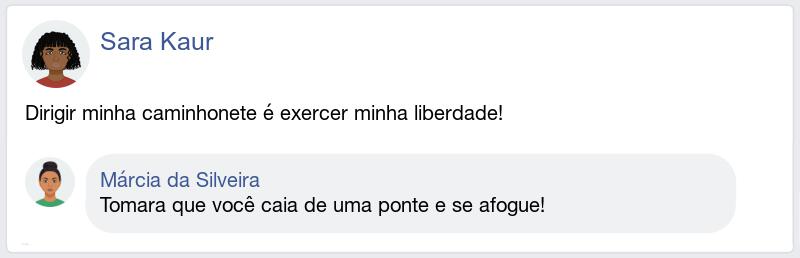 Sara Kaur
Dirigir minha caminhonete é exercer minha liberdade!
Márcia da Silveira
Tomara que você caia de uma ponte e se afogue!